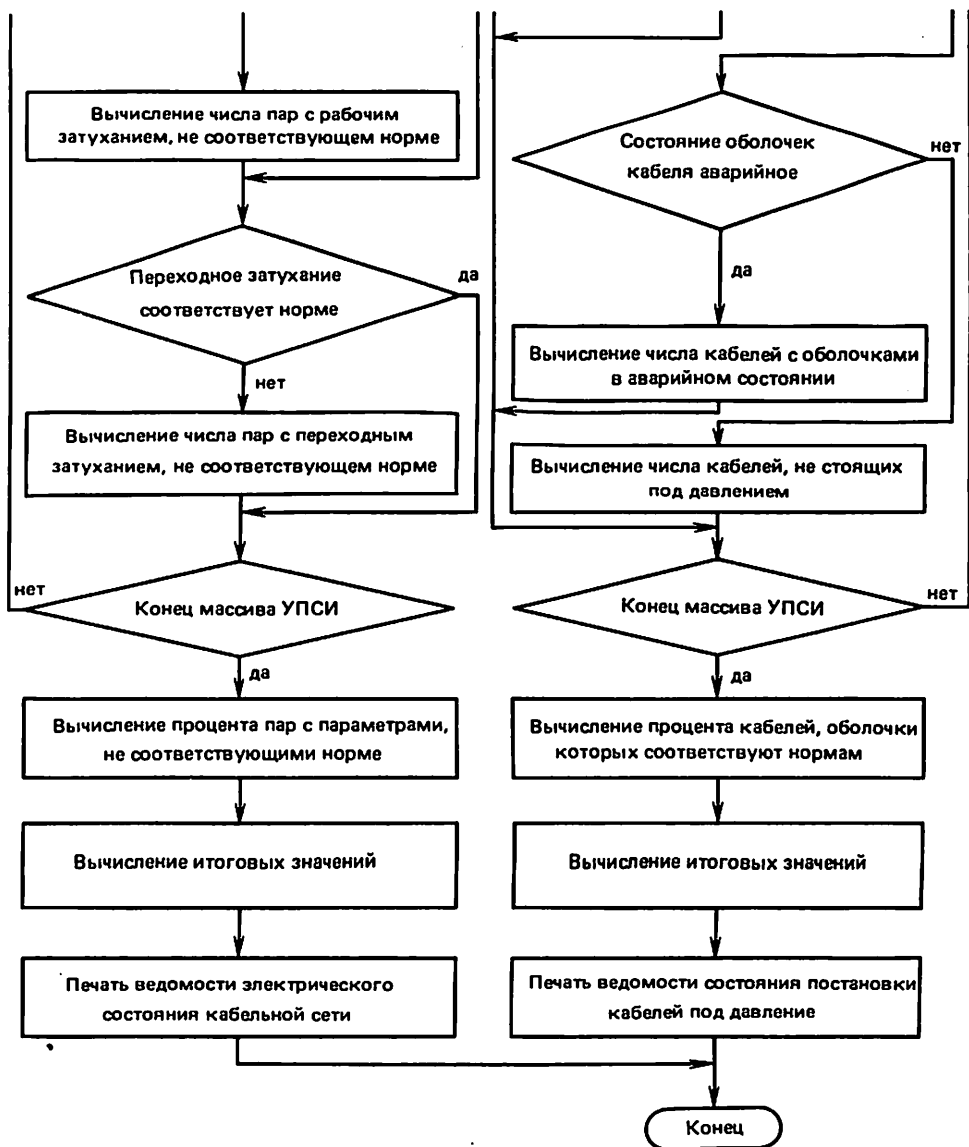 Вычисление числа пар с рабочим
затуханием, не соответствующем норме
Переходное затухание
соответствует норме
да
нет
Вычисление числа пар с переходным
затуханием, не соответствующем норме
нет
Конец массива УПСИ
да
Вычисление процента пар с параметрами,
не соответствующими норме
Вычисление итоговых значений
Печать ведомости электрического
состояния кабельной сети
Состояние оболочек
кабеля аварийное
нет
да
Вычисление числа кабелей с оболочками
в аварийном состоянии
Вычисление числа кабелей, не стоящих
под давлением
Конец массива УПСИ
нет
да
Вычисление процента кабелей, оболочки
которых соответствуют нормам
Вычисление итоговых значений
Печать ведомости состояния постановки
кабелей под давление
Конец